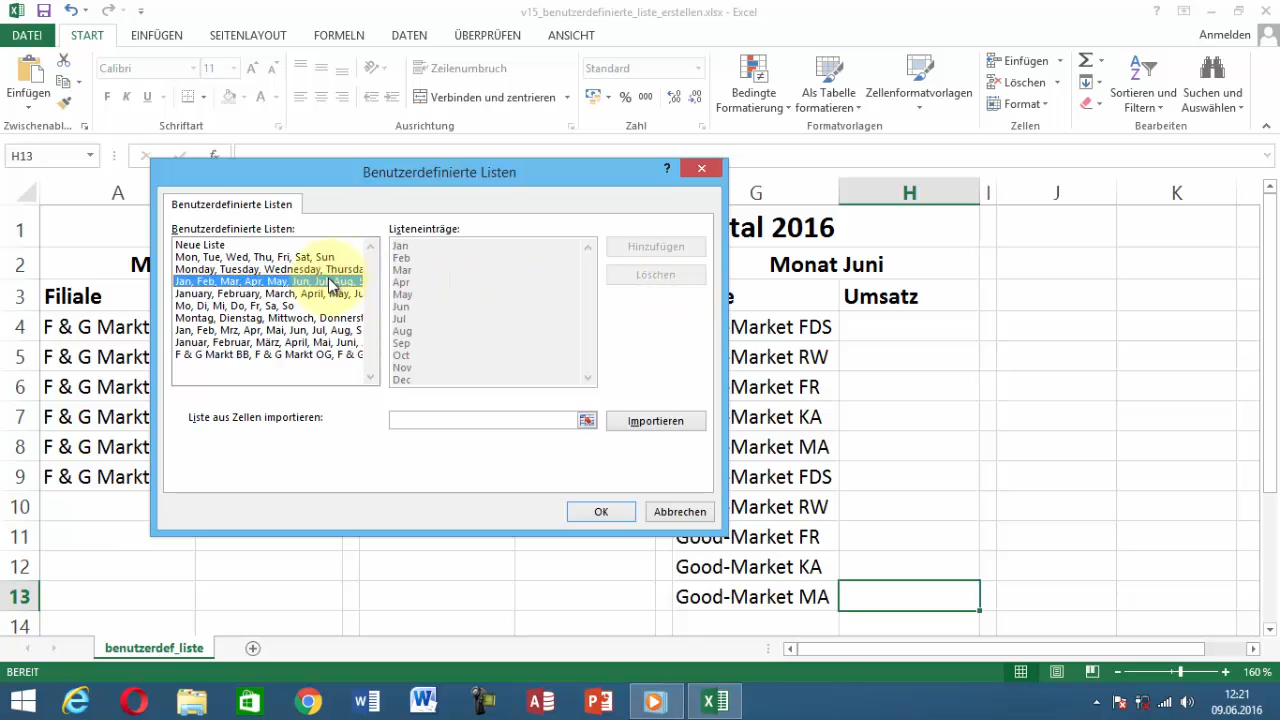 v15_benutzerdefinierte_liste_erstellen.xlsx - Excel
DATEI START EINFÜGEN SEITENLAYOUT FORMELN DATEN ÜBERPRÜFEN ANSICHT Anmelden
Einfügen
Zwischenabl...
Calibri 11
F K U
Schriftart
Zeilenumbruch
Verbinden und zentrieren
Ausrichtung
Standard
% 000
Zahl
Bedingte Formatierung
Als Tabelle formatieren
Zellenformatvorlagen
Formatvorlagen
Einfügen
Löschen
Format
Zellen
Sortieren und Filtern
Suchen und Auswählen
Bearbeiten
H13
A G H I J K
1 tal 2016
2 M Monat Juni
3 Filiale e Umsatz
4 F & G Markt od-Market FDS
5 F & G Markt od-Market RW
6 F & G Markt od-Market FR
7 F & G Markt od-Market KA
8 F & G Markt od-Market MA
9 F & G Markt od-Market FDS
10 od-Market RW
11 Good-Market FR
12 Good-Market KA
13 Good-Market MA
14
Benutzerdefinierte Listen ?
Benutzerdefinierte Listen
Benutzerdefinierte Listen:
Neue Liste
Mon, Tue, Wed, Thu, Fri, Sat, Sun
Monday, Tuesday, Wednesday, Thursda
Jan, Feb, Mar, Apr, May, Jun, Jul, Aug, S
January, February, March, April, May, Ju
Mo, Di, Mi, Do, Fr, Sa, So
Montag, Dienstag, Mittwoch, Donnerst
Jan, Feb, Mrz, Apr, Mai, Jun, Jul, Aug, S
Januar, Februar, März, April, Mai, Juni,
F & G Markt BB, F & G Markt OG, F & G
Listeneinträge:
Jan
Feb
Mar
Apr
May
Jun
Jul
Aug
Sep
Oct
Nov
Dec
Hinzufügen
Löschen
Liste aus Zellen importieren:
Importieren
OK Abbrechen
benutzerdef_liste
BEREIT 160 %
12:21
09.06.2016